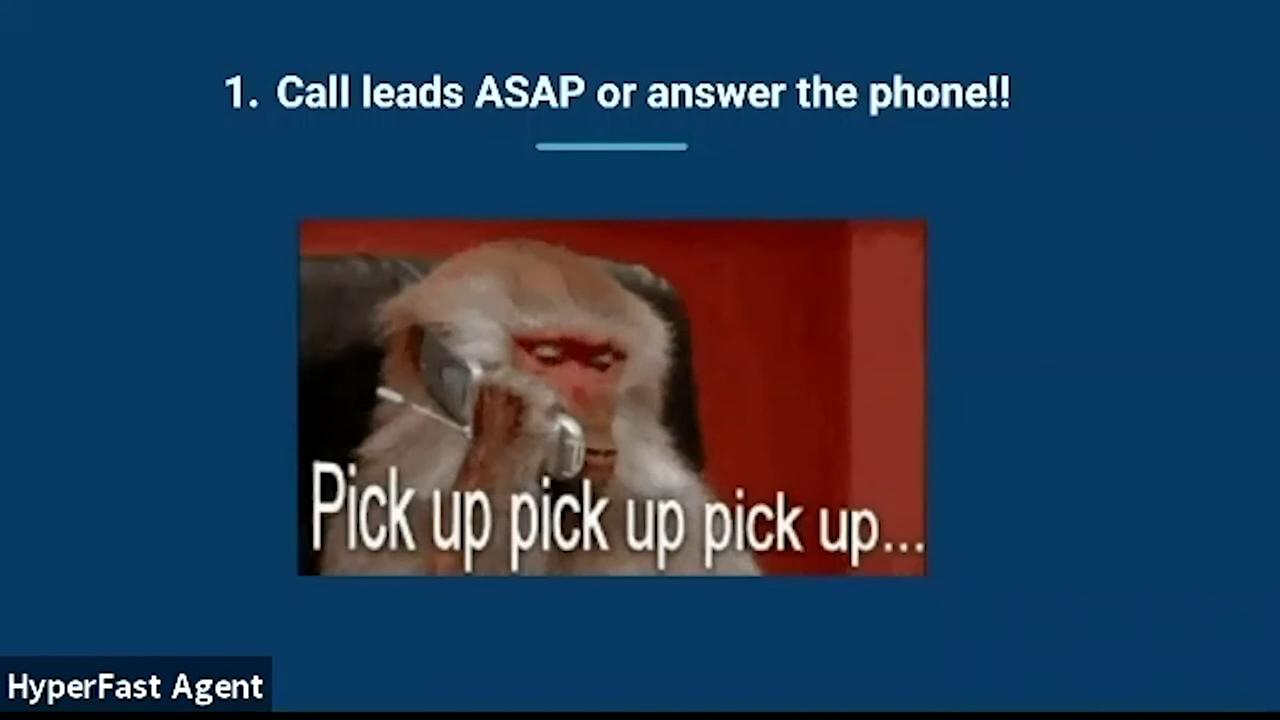 1. Call leads ASAP or answer the phone!!
Pick up pick up pick up...
HyperFast Agent